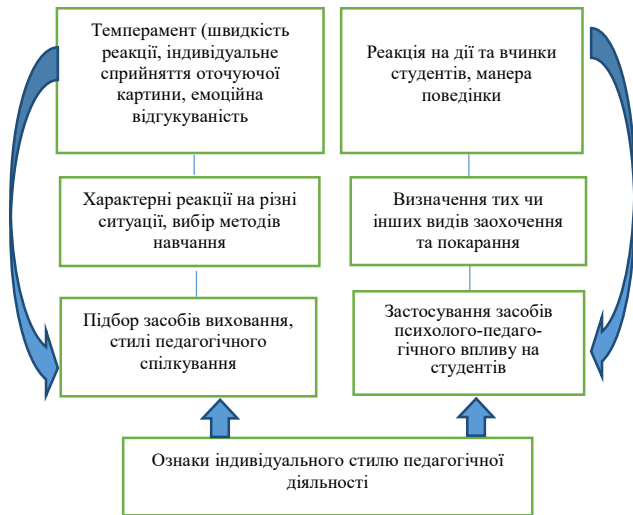 Темперамент (швидкість
реакції, індивідуальне
сприйняття оточуючої
картини, емоційна
відгукуваність
Реакція на дії та вчинки
студентів, манера
поведінки
Характерні реакції на різні
ситуації, вибір методів
навчання
Визначення тих чи
інших видів заохочення
та покарання
Підбор засобів виховання,
стилі педагогічного
спілкування
Застосування засобів
психолого-педаго-
гічного впливу на
студентів
Ознаки індивідуального стилю педагогічної
діяльності